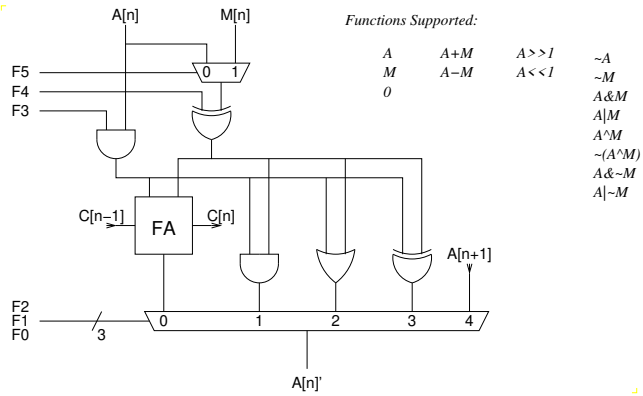 A[n] M[n] Functions Supported:
A A+M A>>1 ~A
M A−M A<<1 ~M
0 A&M
A|M
A^M
~(A^M)
A&~M
A|~M
F5 0 1
F4
F3
C[n−1] FA C[n]
A[n+1]
F2
F1
F0 3
0 1 2 3 4
A[n]'